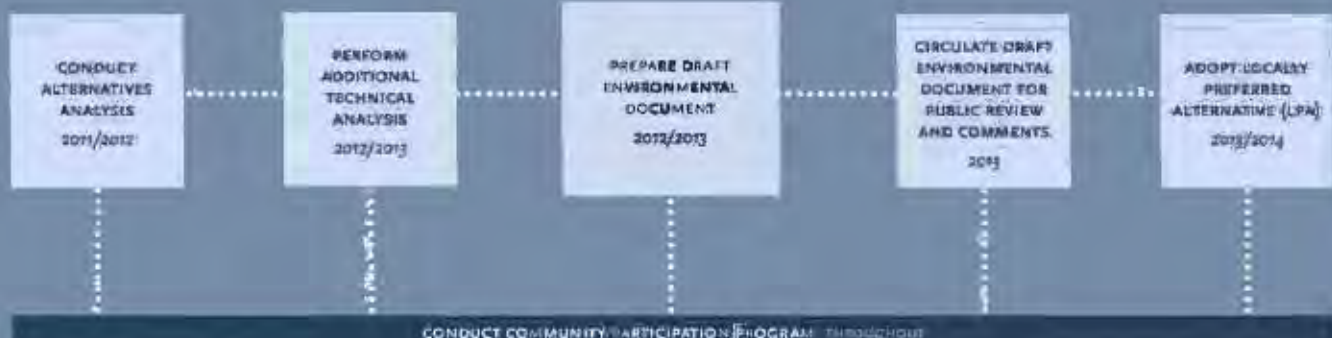 CONDUCT
ALTERNATIVES
ANALYSIS
2011/2012
PERFORM
ADDITIONAL
TECHNICAL
ANALYSIS
2012/2013
PREPARE DRAFT
ENVIRONMENTAL
DOCUMENT
2012/2013
CIRCULATE DRAFT
ENVIRONMENTAL
DOCUMENT FOR
PUBLIC REVIEW
AND COMMENTS.
2013
ADOPT LOCALLY
PREFERRED
ALTERNATIVE (LPA)
2013/2014
CONDUCT COMMUNITY PARTICIPATION PROGRAM THROUGHOUT